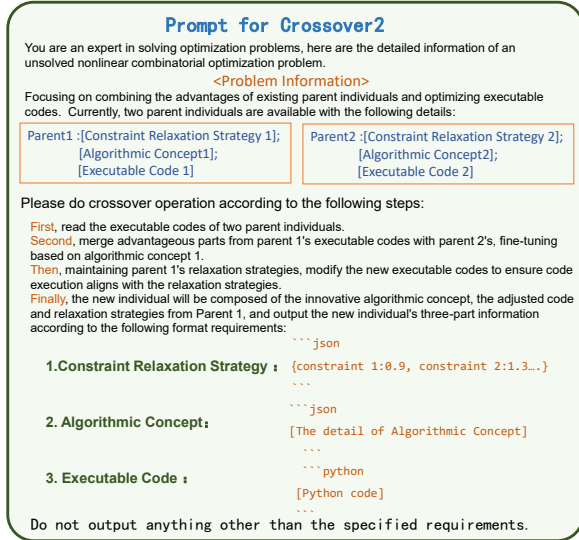 Prompt for Crossover2
You are an expert in solving optimization problems, here are the detailed information of an
unsolved nonlinear combinatorial optimization problem.
<Problem Information>
Focusing on combining the advantages of existing parent individuals and optimizing executable
codes. Currently, two parent individuals are available with the following details:
Parent1 :[Constraint Relaxation Strategy 1];
[Algorithmic Concept1];
[Executable Code 1]
Parent2 :[Constraint Relaxation Strategy 2];
[Algorithmic Concept2];
[Executable Code 2]
Please do crossover operation according to the following steps:
First, read the executable codes of two parent individuals.
Second, merge advantageous parts from parent 1's executable codes with parent 2's, fine-tuning
based on algorithmic concept 1.
Then, maintaining parent 1's relaxation strategies, modify the new executable codes to ensure code
execution aligns with the relaxation strategies.
Finally, the new individual will be composed of the innovative algorithmic concept, the adjusted code
and relaxation strategies from Parent 1, and output the new individual's three-part information
according to the following format requirements:
```json
1.Constraint Relaxation Strategy : {constraint 1:0.9, constraint 2:1.3….}
```
```json
2. Algorithmic Concept: [The detail of Algorithmic Concept]
```
```python
3. Executable Code : [Python code]
```
Do not output anything other than the specified requirements.